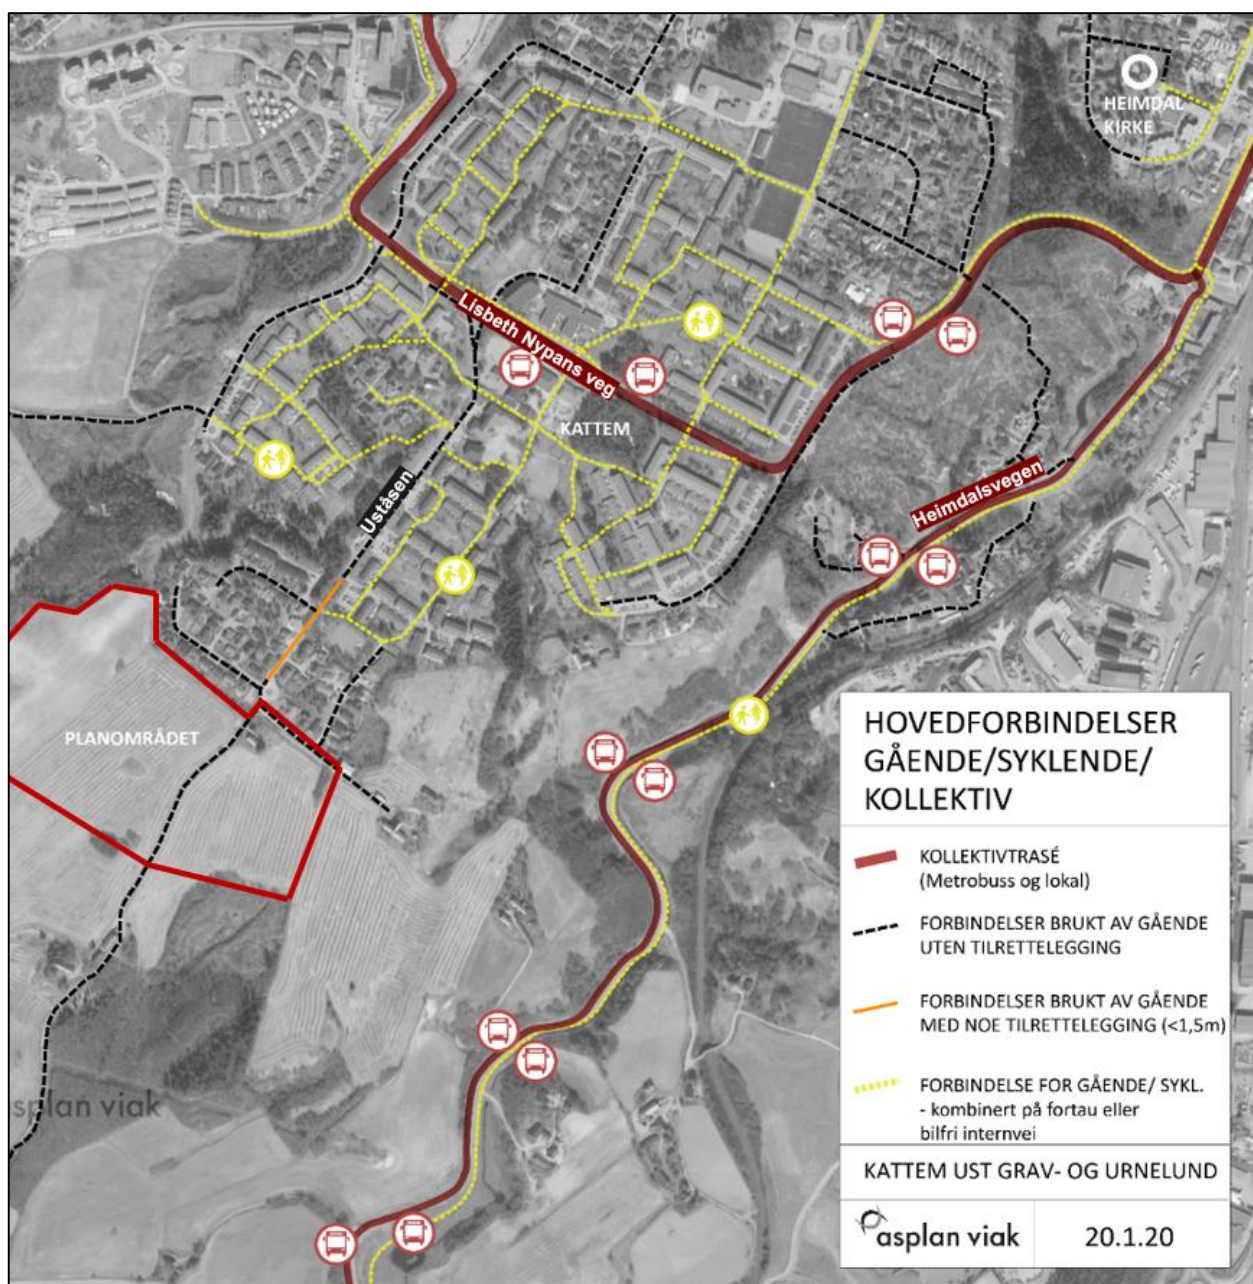 HEIMDAL
KIRKE
Lisbeth Nypans veg
KATTEM
Uståsen
Heimdalsvegen
PLANOMRÅDET
HOVEDFORBINDELSER
GÅENDE/SYKLENDE/
KOLLEKTIV
KOLLEKTIVTRASÉ
(Metrobuss og lokal)
FORBINDELSER BRUKT AV GÅENDE
UTEN TILRETTELEGGING
FORBINDELSER BRUKT AV GÅENDE
MED NOE TILRETTELEGGING (<1,5m)
FORBINDELSE FOR GÅENDE/ SYKL.
- kombinert på fortau eller
bilfri internvei
KATTEM UST GRAV- OG URNELUND
asplan viak
20.1.20
splan viak